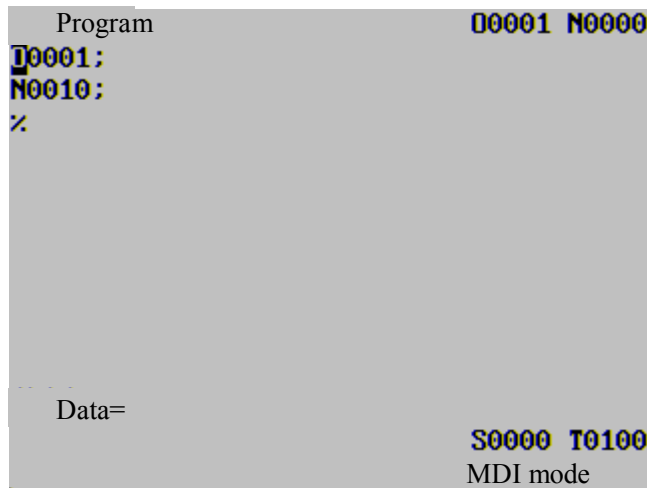 Program O0001 N0000
O0001;
N0010;
%
Data=
S0000 T0100
MDI mode